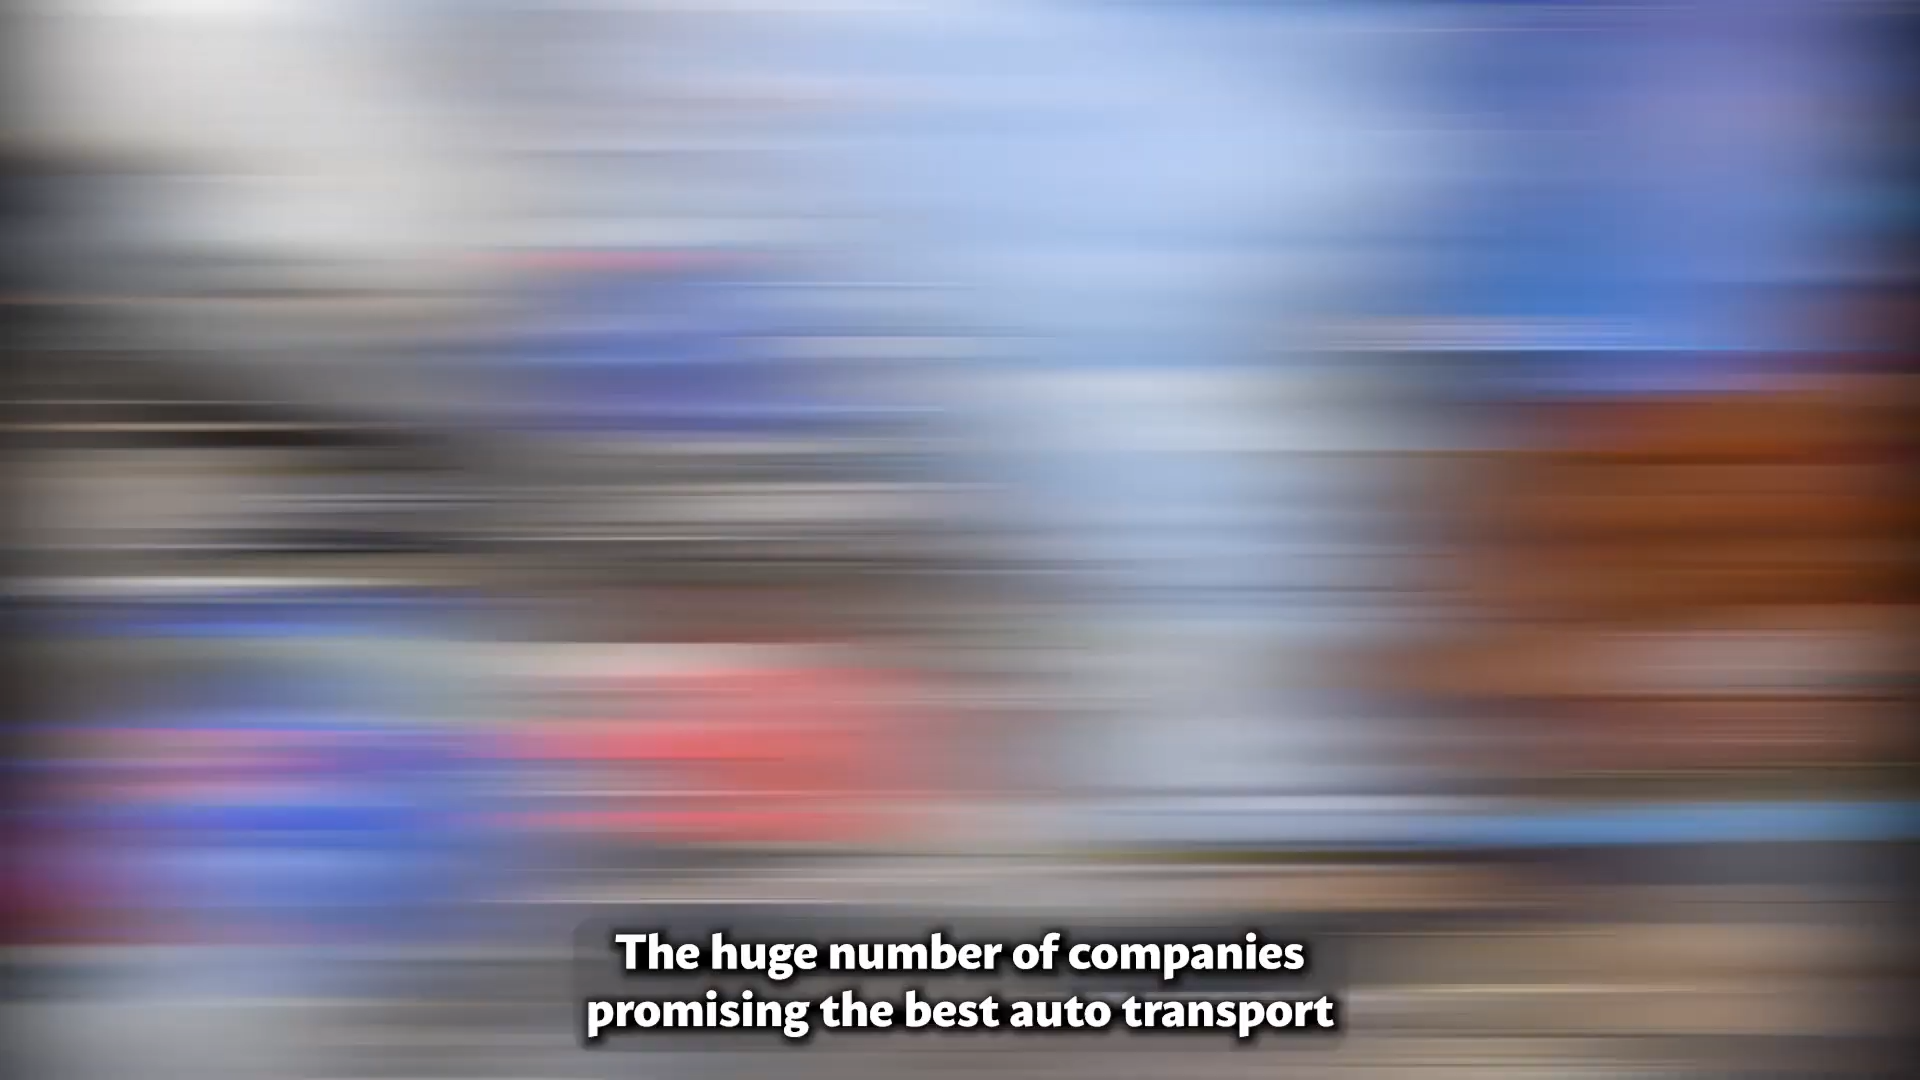 The huge number of companies
promising the best auto transport